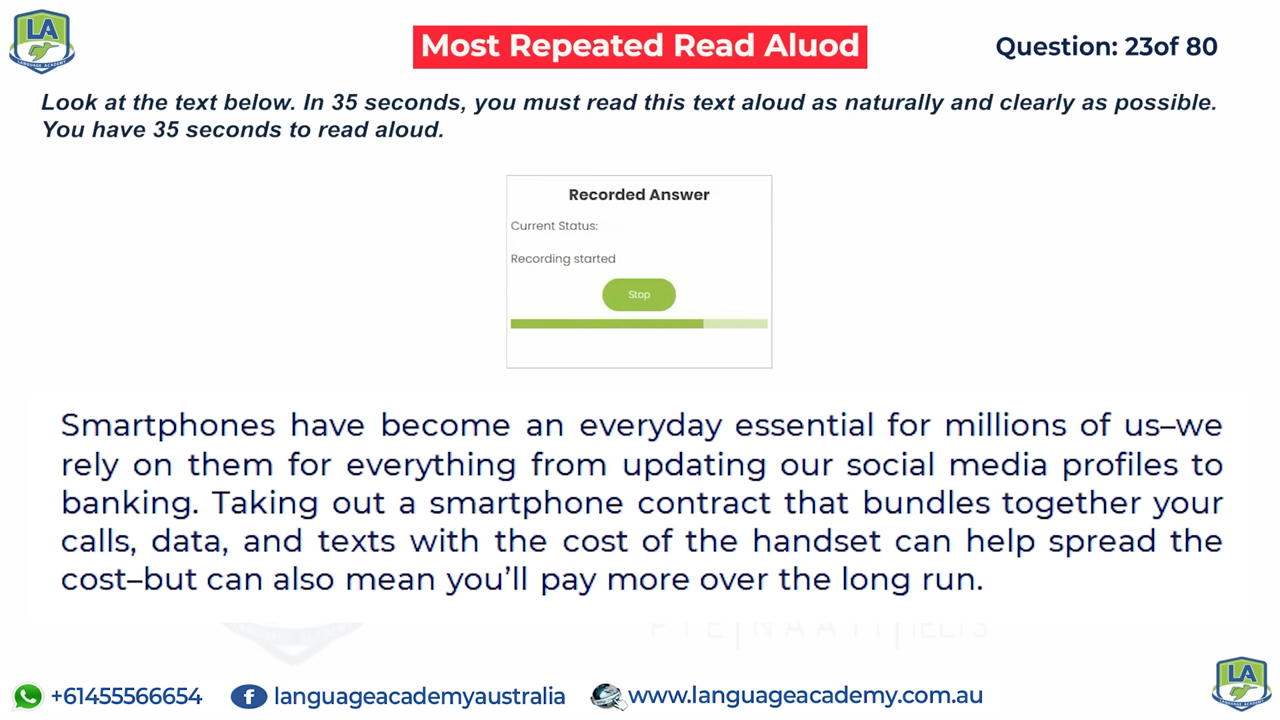 LA
LANGUAGE ACADEMY
Most Repeated Read Aluod
Question: 23of 80
Look at the text below. In 35 seconds, you must read this text aloud as naturally and clearly as possible.
You have 35 seconds to read aloud.
Recorded Answer
Current Status:
Recording started
Stop
Smartphones have become an everyday essential for millions of us–we
rely on them for everything from updating our social media profiles to
banking. Taking out a smartphone contract that bundles together your
calls, data, and texts with the cost of the handset can help spread the
cost–but can also mean you'll pay more over the long run.
PTE|NAATI|IELTS
+61455566654
languageacademyaustralia
www.languageacademy.com.au
LA